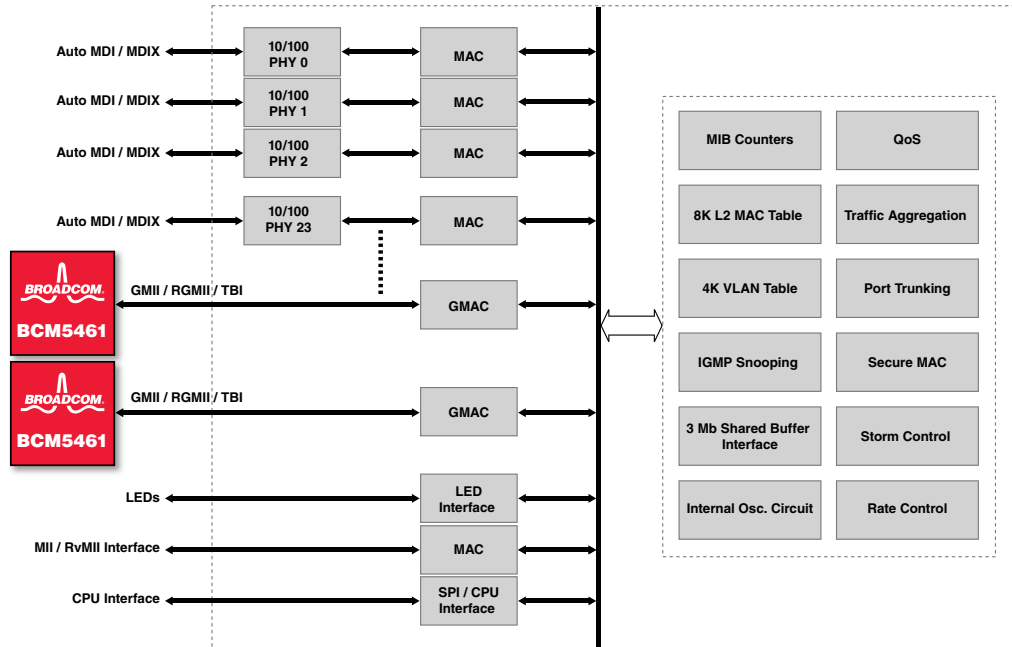 Auto MDI / MDIX
10/100
PHY 0
MAC
Auto MDI / MDIX
10/100
PHY 1
MAC
Auto MDI / MDIX
10/100
PHY 2
MAC
Auto MDI / MDIX
10/100
PHY 23
MAC
BROADCOM.
BCM5461
GMII / RGMII / TBI
GMAC
BROADCOM.
BCM5461
GMII / RGMII / TBI
GMAC
LEDs
LED
Interface
MII / RvMII Interface
MAC
CPU Interface
SPI / CPU
Interface
MIB Counters
QoS
8K L2 MAC Table
Traffic Aggregation
4K VLAN Table
Port Trunking
IGMP Snooping
Secure MAC
3 Mb Shared Buffer
Interface
Storm Control
Internal Osc. Circuit
Rate Control